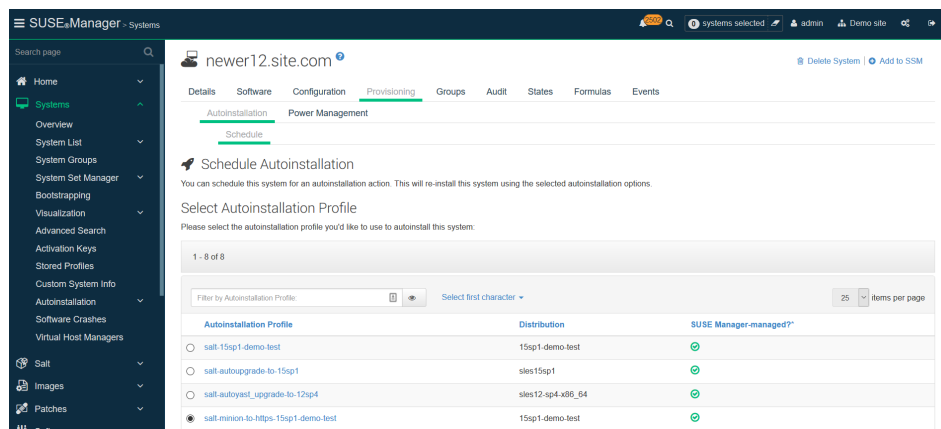 SUSE®Manager > Systems
2502
0 systems selected
admin
Demo site
Search page
Home
Systems
Overview
System List
System Groups
System Set Manager
Bootstrapping
Visualization
Advanced Search
Activation Keys
Stored Profiles
Custom System Info
Autoinstallation
Software Crashes
Virtual Host Managers
Salt
Images
Patches
newer12.site.com ?
Delete System | Add to SSM
Details Software Configuration Provisioning Groups Audit States Formulas Events
Autoinstallation Power Management
Schedule
Schedule Autoinstallation
You can schedule this system for an autoinstallation action. This will re-install this system using the selected autoinstallation options.
Select Autoinstallation Profile
Please select the autoinstallation profile you'd like to use to autoinstall this system:
1 - 8 of 8
Filter by Autoinstallation Profile:
Select first character
25 items per page
Autoinstallation Profile Distribution SUSE Manager-managed?*
salt-15sp1-demo-test 15sp1-demo-test
salt-autoupgrade-to-15sp1 sles15sp1
salt-autoyast_upgrade-to-12sp4 sles12-sp4-x86_64
salt-minion-to-https-15sp1-demo-test 15sp1-demo-test